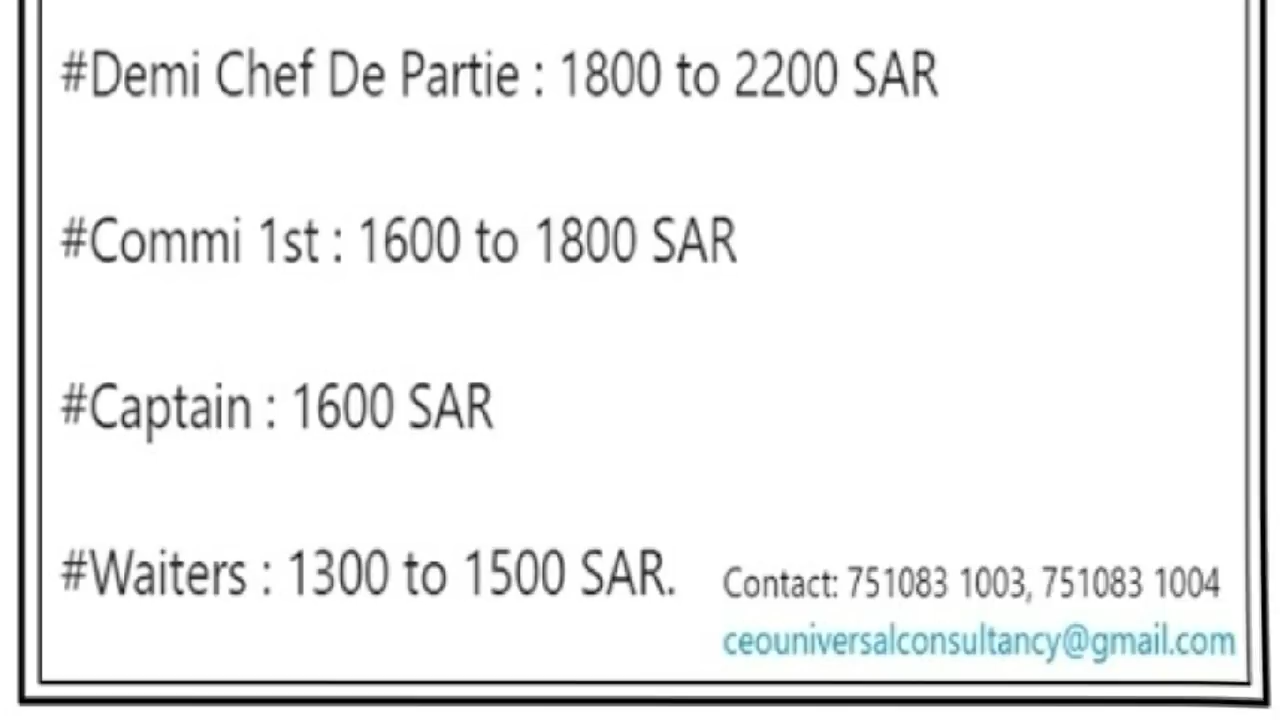 #Demi Chef De Partie : 1800 to 2200 SAR
#Commi 1st : 1600 to 1800 SAR
#Captain : 1600 SAR
#Waiters : 1300 to 1500 SAR.
Contact: 751083 1003, 751083 1004
ceouniversalconsultancy@gmail.com